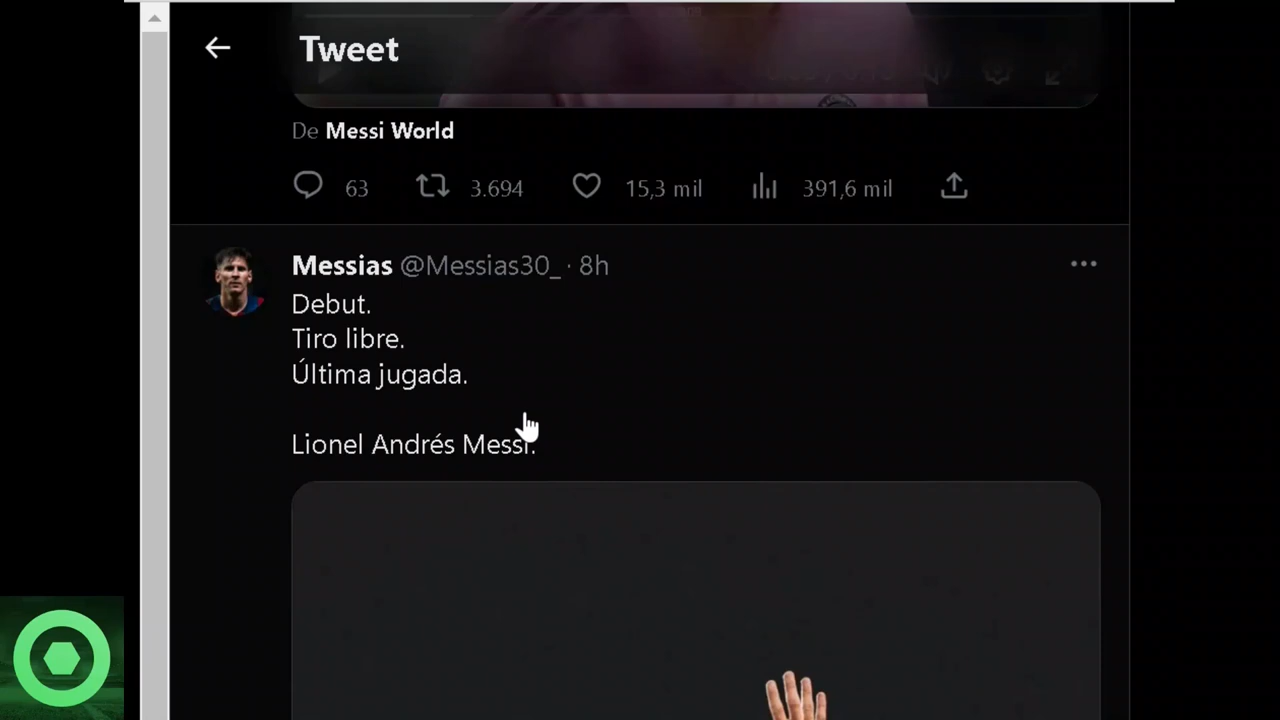 Tweet
De Messi World
63 3.694 15,3 mil 391,6 mil
Messias @Messias30_ · 8h
Debut.
Tiro libre.
Última jugada.
Lionel Andrés Messi.